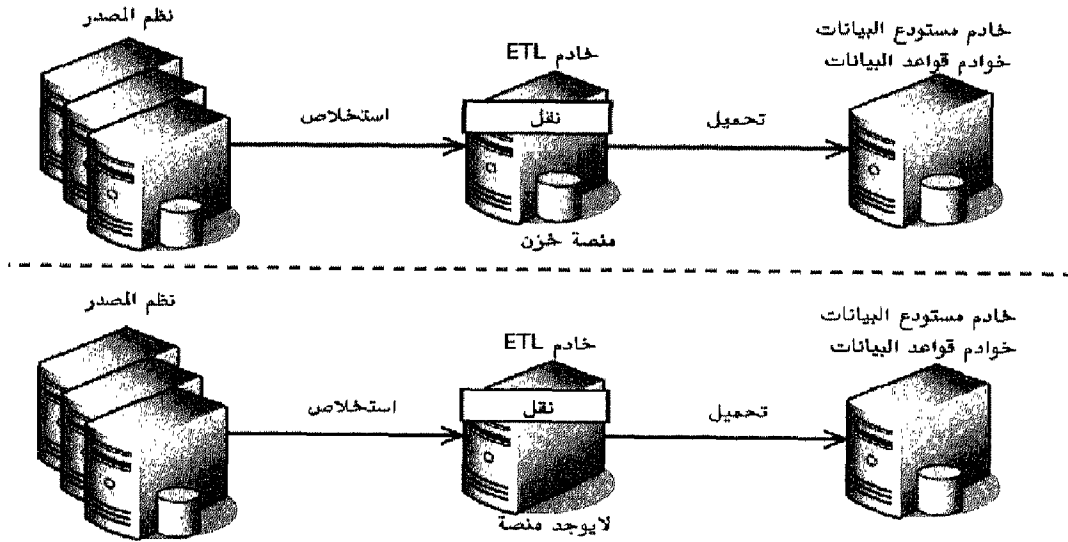 نظم المصدر
خادم ETL
خادم مستودع البيانات
خوادم قواعد البيانات
استخلاص
نقل
تحميل
منصة خزن
نظم المصدر
خادم ETL
خادم مستودع البيانات
خوادم قواعد البيانات
استخلاص
نقل
تحميل
لايوجد منصة